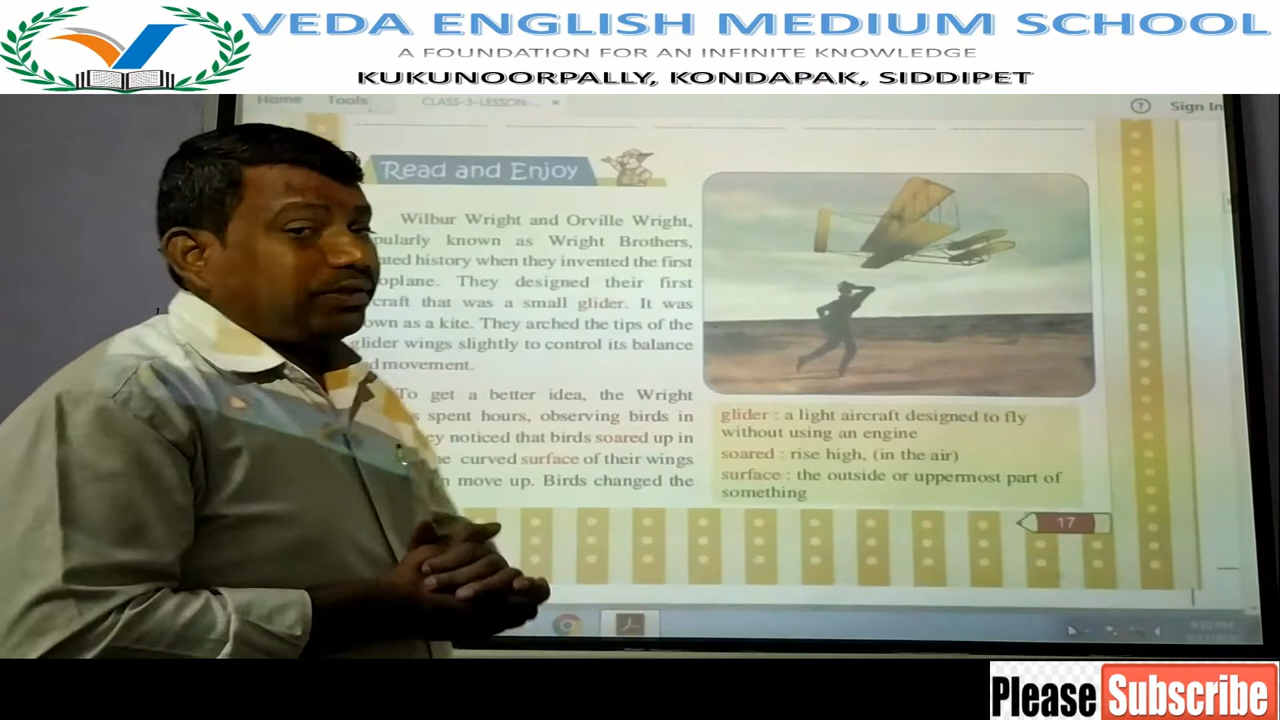 VEDA ENGLISH MEDIUM SCHOOL
A FOUNDATION FOR AN INFINITE KNOWLEDGE
KUKUNOORPALLY, KONDAPAK, SIDDIPET
Home Tools CLASS-3-LESSON-... × ? Sign In
Read and Enjoy
Wilbur Wright and Orville Wright,
pularly known as Wright Brothers,
ated history when they invented the first
oplane. They designed their first
craft that was a small glider. It was
own as a kite. They arched the tips of the
glider wings slightly to control its balance
d movement.
To get a better idea, the Wright
s spent hours, observing birds in
ey noticed that birds soared up in
e curved surface of their wings
n move up. Birds changed the
glider : a light aircraft designed to fly
without using an engine
soared : rise high, (in the air)
surface : the outside or uppermost part of
something
17
Please Subscribe